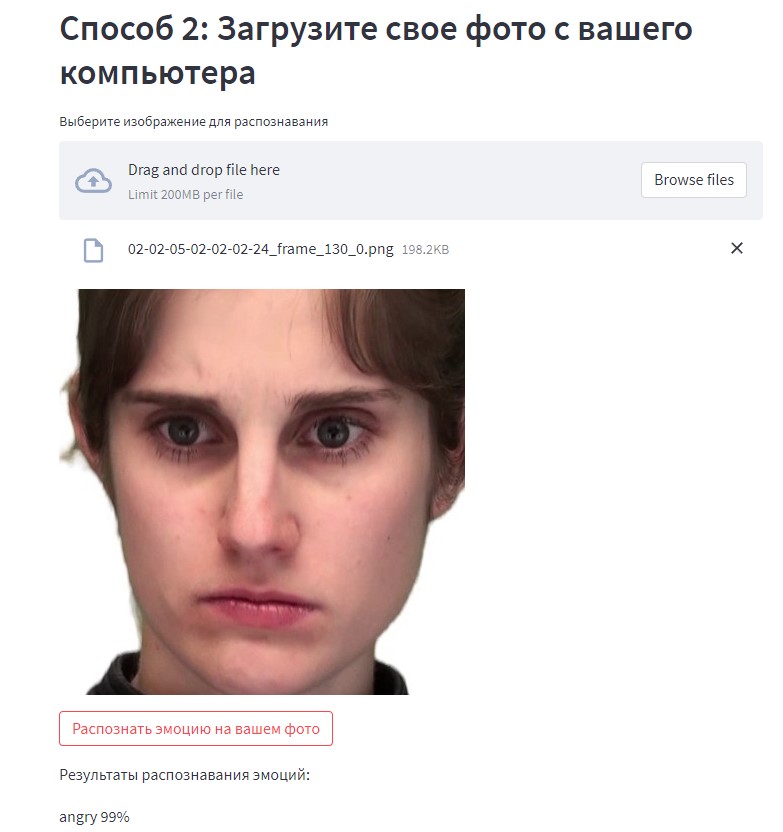 Способ 2: Загрузите свое фото с вашего
компьютера
Выберите изображение для распознавания
Drag and drop file here
Limit 200MB per file
Browse files
02-02-05-02-02-02-24_frame_130_0.png 198.2KB
Распознать эмоцию на вашем фото
Результаты распознавания эмоций:
angry 99%